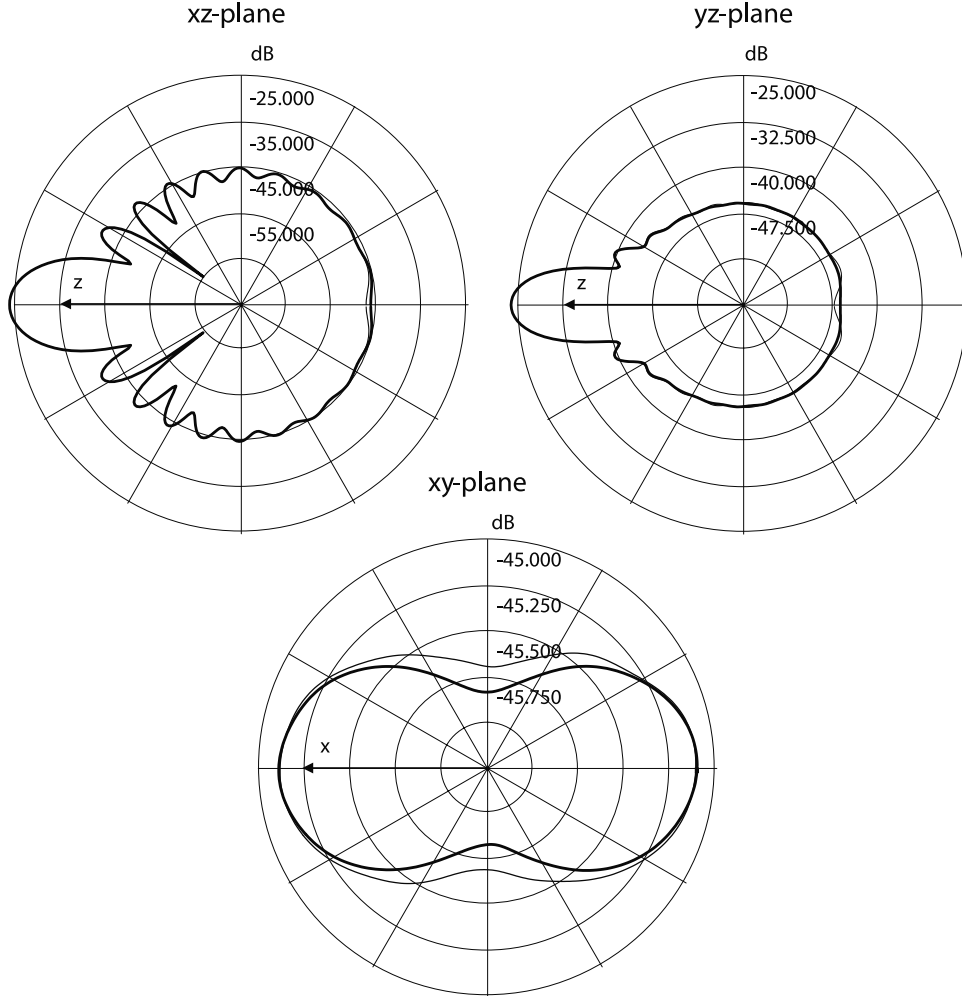 xz-plane
dB
-25.000
-35.000
-45.000
-55.000
z
yz-plane
dB
-25.000
-32.500
-40.000
-47.500
z
xy-plane
dB
-45.000
-45.250
-45.500
-45.750
x